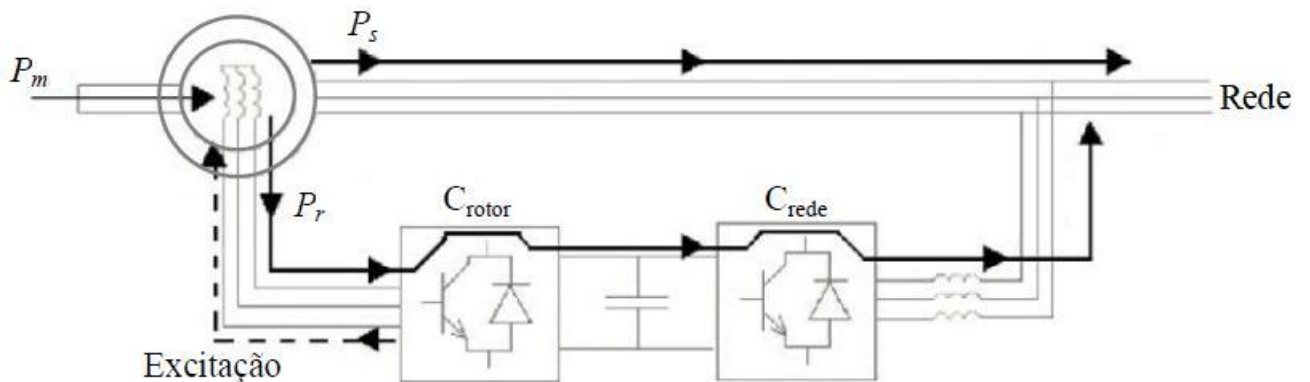 P_s
P_m
Rede
P_r
C_rotor
C_rede
Excitação